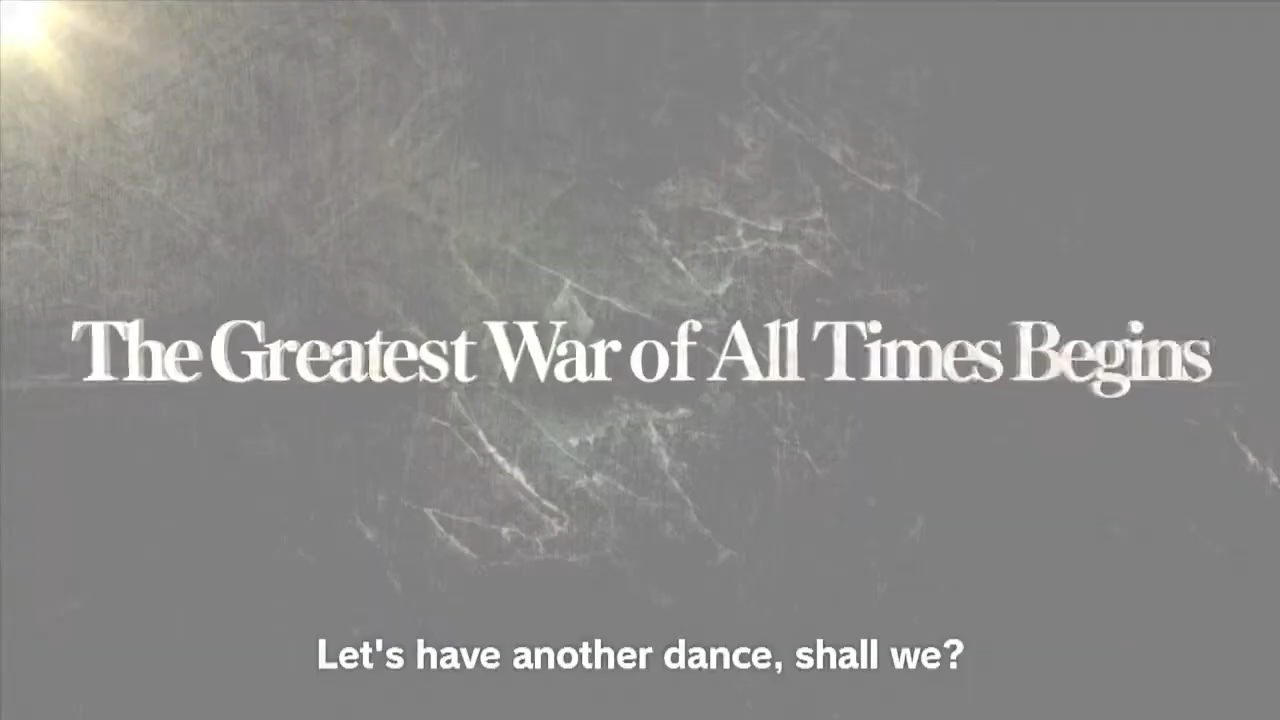 The Greatest War of All Times Begins
Let's have another dance, shall we?